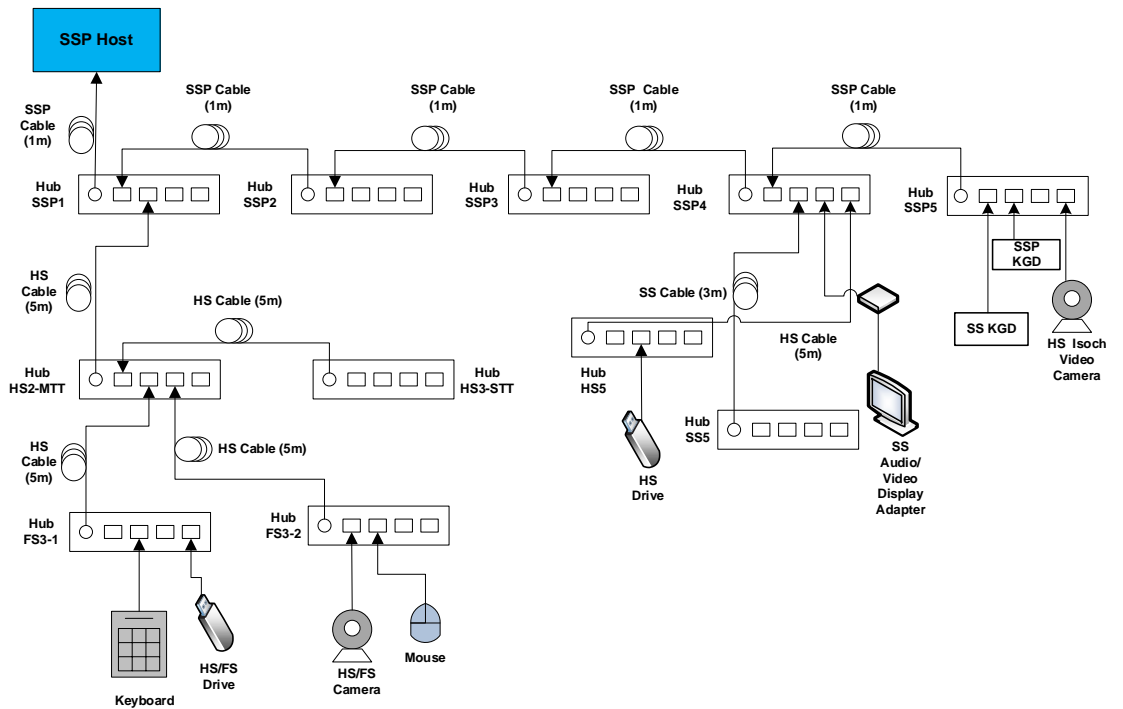 SSP Host
SSP
Cable
(1m)
SSP Cable
(1m)
SSP Cable
(1m)
SSP Cable
(1m)
SSP Cable
(1m)
Hub
SSP1
Hub
SSP2
Hub
SSP3
Hub
SSP4
Hub
SSP5
SSP
KGD
SS KGD
HS Isoch
Video
Camera
HS
Cable
(5m)
HS Cable (5m)
SS Cable (3m)
HS Cable
(5m)
Hub
HS2-MTT
Hub
HS3-STT
Hub
HS5
Hub
SS5
HS
Drive
SS
Audio/
Video
Display
Adapter
HS
Cable
(5m)
HS Cable (5m)
Hub
FS3-1
Hub
FS3-2
Keyboard
HS/FS
Drive
HS/FS
Camera
Mouse